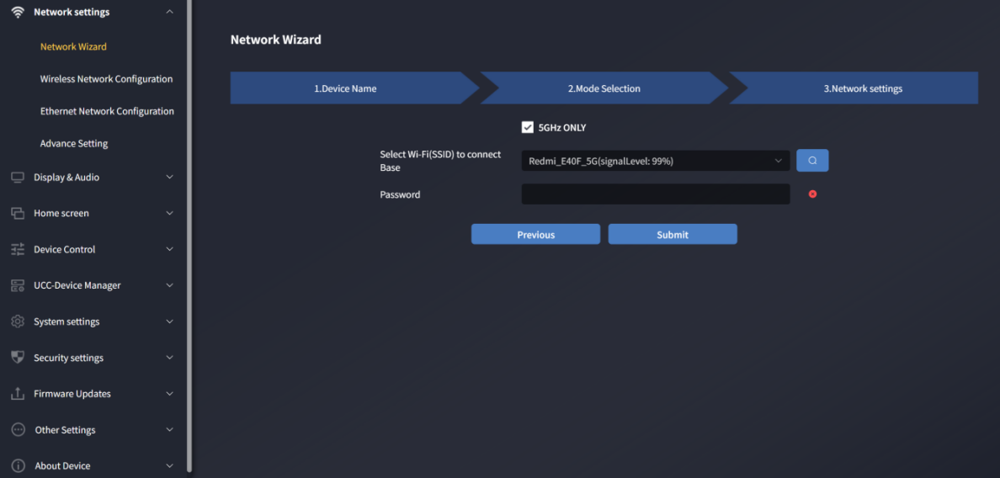 Network settings
Network Wizard
Wireless Network Configuration
Ethernet Network Configuration
Advance Setting
Display & Audio
Home screen
Device Control
UCC-Device Manager
System settings
Security settings
Firmware Updates
Other Settings
About Device
Network Wizard
1.Device Name
2.Mode Selection
3.Network settings
5GHz ONLY
Select Wi-Fi(SSID) to connect
Base
Redmi_E40F_5G(signalLevel: 99%)
Password
Previous
Submit